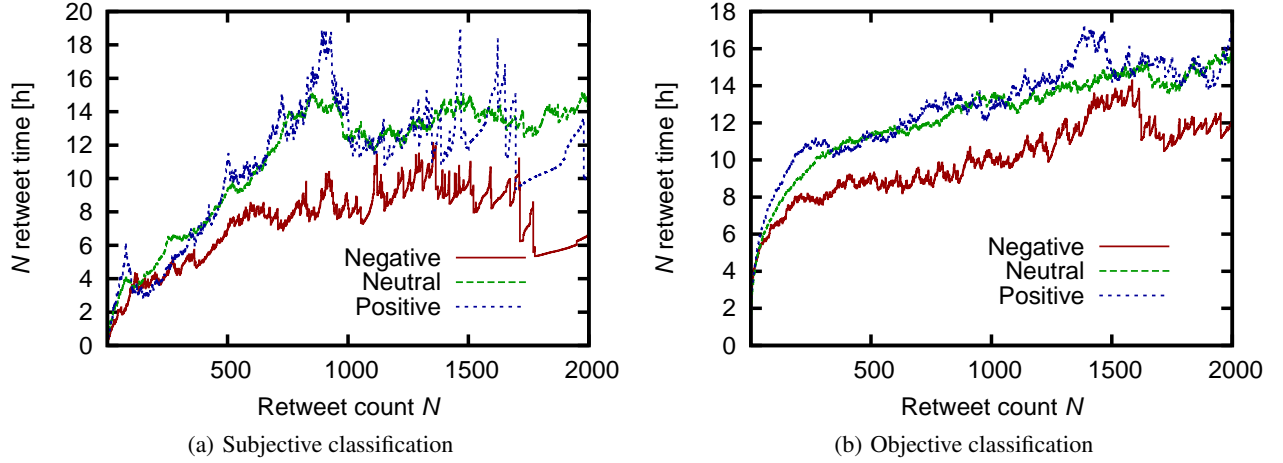 N retweet time [h]
20
18
16
14
12
10
8
6
4
2
0
500
1000
1500
2000
Negative
Neutral
Positive
Retweet count N
(a) Subjective classification
N retweet time [h]
18
16
14
12
10
8
6
4
2
0
500
1000
1500
2000
Negative
Neutral
Positive
Retweet count N
(b) Objective classification